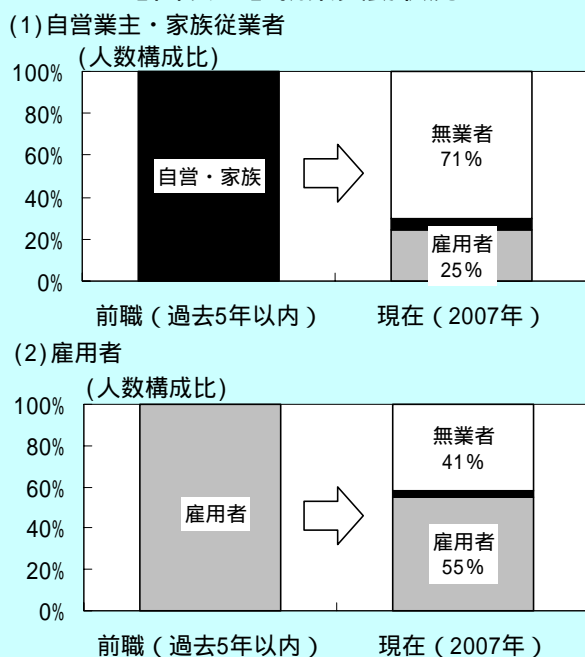 (1)自営業主・家族従業者
(人数構成比)
100%
80%
60%
40%
20%
0%
自営・家族
無業者
71%
雇用者
25%
前職（過去5年以内）
現在（2007年）
(2)雇用者
(人数構成比)
100%
80%
60%
40%
20%
0%
雇用者
無業者
41%
雇用者
55%
前職（過去5年以内）
現在（2007年）